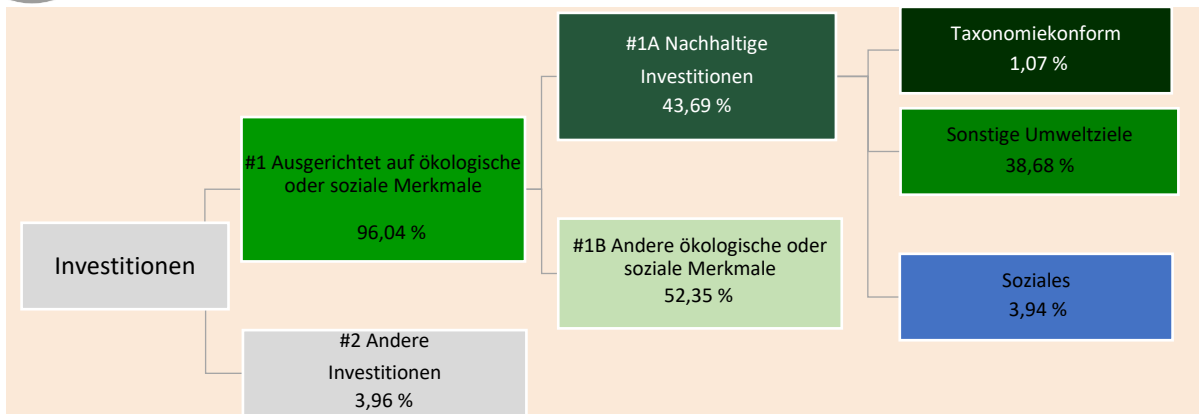 Investitionen
#1 Ausgerichtet auf ökologische
oder soziale Merkmale
96,04 %
#2 Andere
Investitionen
3,96 %
#1A Nachhaltige
Investitionen
43,69 %
#1B Andere ökologische oder
soziale Merkmale
52,35 %
Taxonomiekonform
1,07 %
Sonstige Umweltziele
38,68 %
Soziales
3,94 %